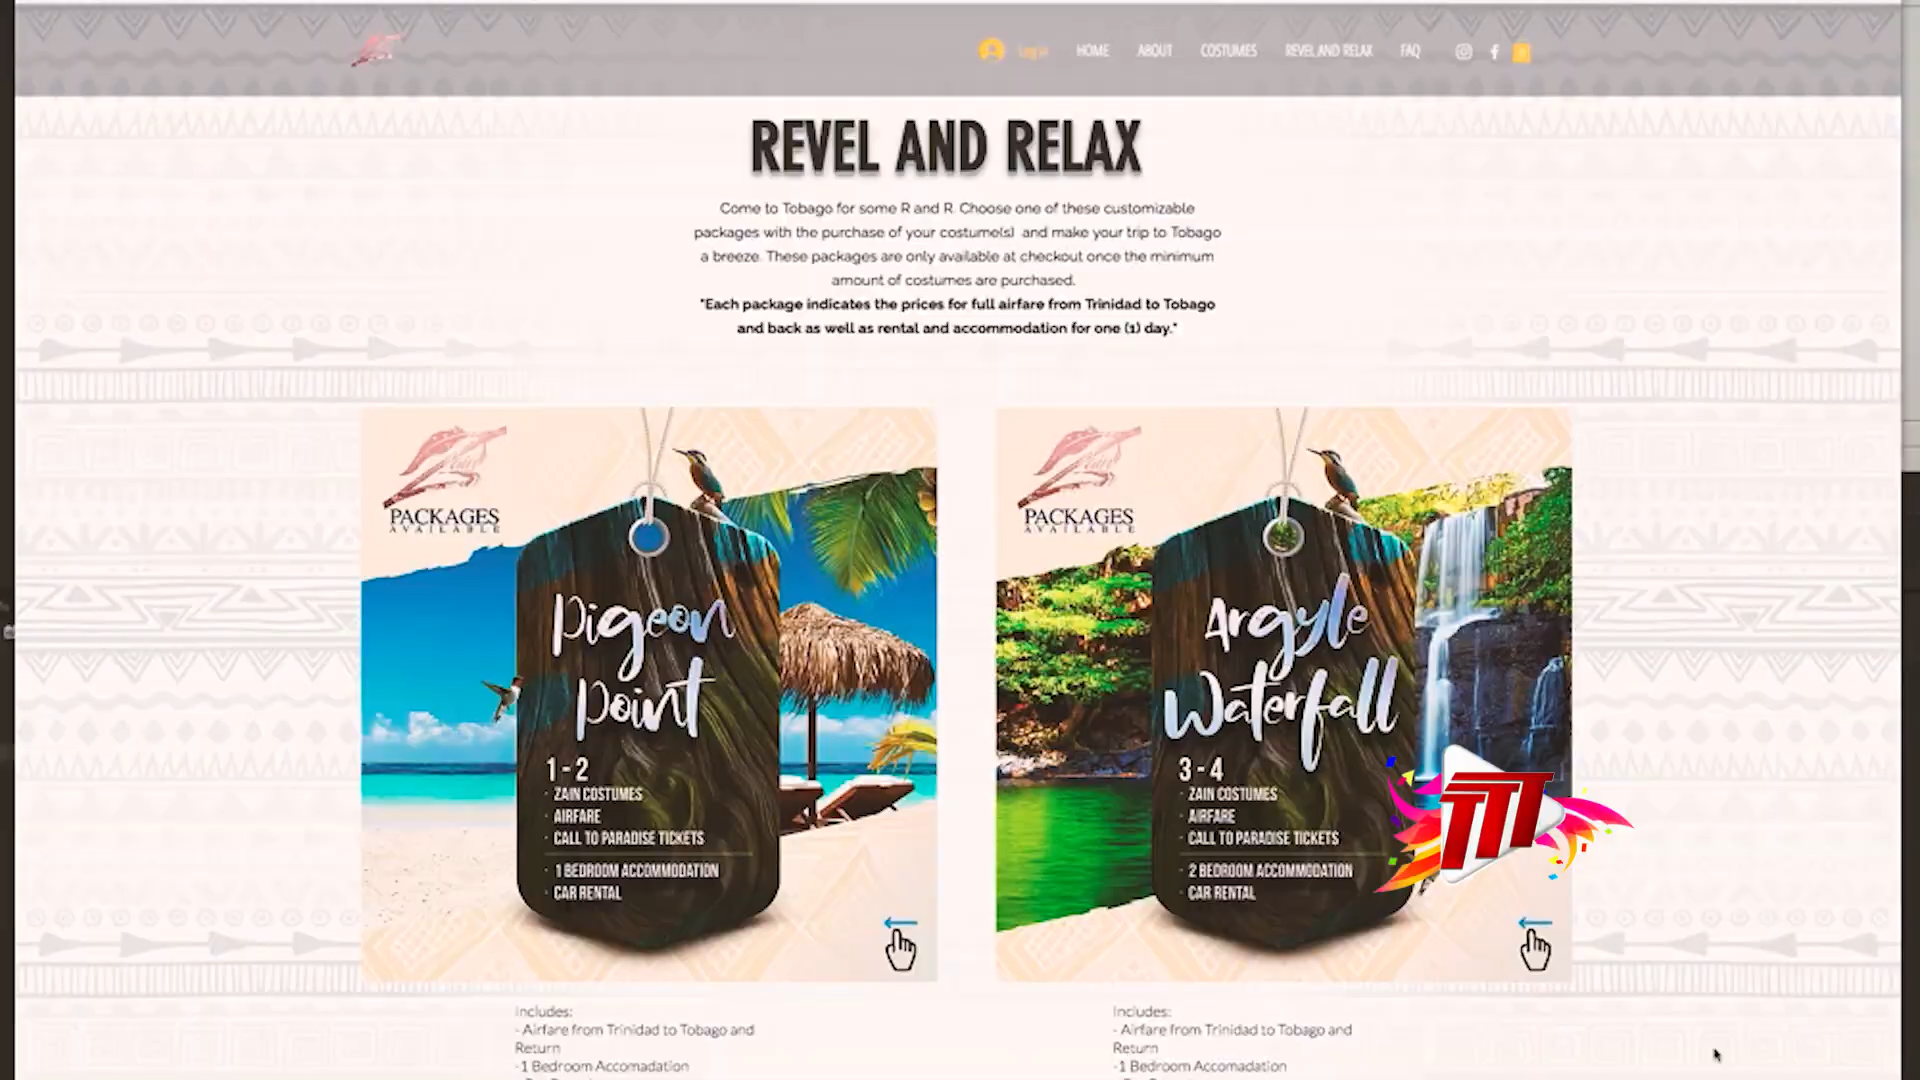 Log In
HOME
ABOUT
COSTUMES
REVEL AND RELAX
FAQ
REVEL AND RELAX
Come to Tobago for some R and R. Choose one of these customizable
packages with the purchase of your costume(s) and make your trip to Tobago
a breeze. These packages are only available at checkout once the minimum
amount of costumes are purchased.
"Each package indicates the prices for full airfare from Trinidad to Tobago
and back as well as rental and accommodation for one (1) day."
Zain
PACKAGES
AVAILABLE
Pigeon
Point
1 - 2
· ZAIN COSTUMES
· AIRFARE
· CALL TO PARADISE TICKETS
· 1 BEDROOM ACCOMMODATION
· CAR RENTAL
Zain
PACKAGES
AVAILABLE
Argyle
Waterfall
3 - 4
· ZAIN COSTUMES
· AIRFARE
· CALL TO PARADISE TICKETS
· 2 BEDROOM ACCOMMODATION
· CAR RENTAL
TTT
Includes:
- Airfare from Trinidad to Tobago and
Return
-1 Bedroom Accomadation
Includes:
- Airfare from Trinidad to Tobago and
Return
-1 Bedroom Accomadation